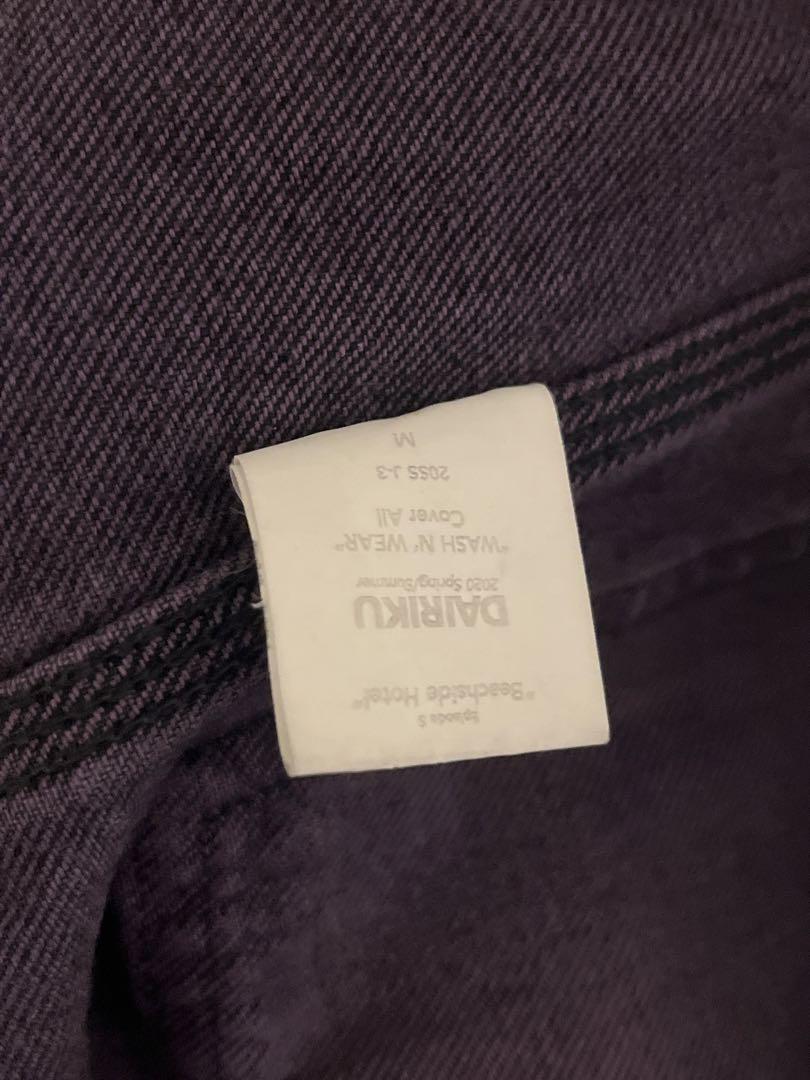 Episode 5
"Beachside Hotel"
DAIRIKU
2020 Spring/Summer
"WASH N' WEAR"
Cover All
20SS J-3
M